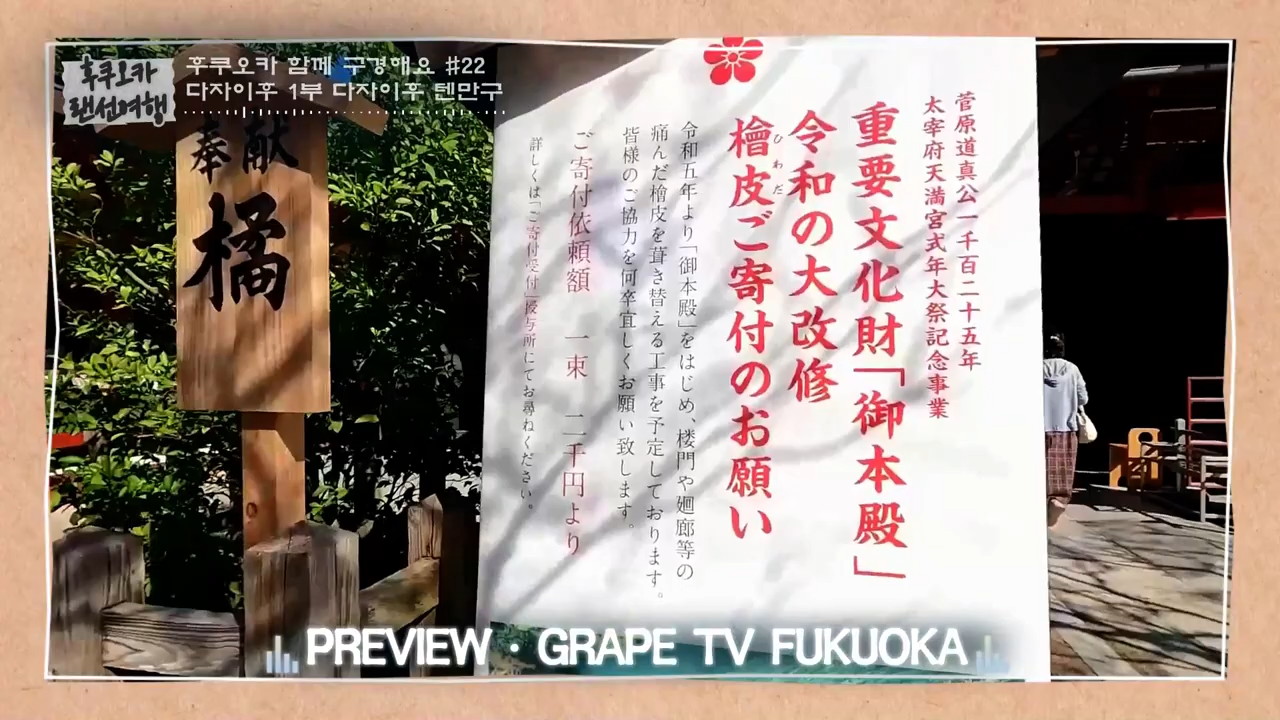 후쿠오카
랜선여행
후쿠오카 함께 구경해요 #22
다자이후 1부 다자이후 텐만구
奉献
橘
菅原道真公一千百二十五年
太宰府天満宮式年大祭記念事業
重要文化財「御本殿」
令和の大改修
檜皮ご寄付のお願い
ひわだ
令和五年より「御本殿」をはじめ、楼門や廻廊等の
痛んだ檜皮を葺き替える工事を予定しております。
皆様のご協力を何卒宜しくお願い致します。
ご寄付依頼額 一束 二千円より
詳しくは「ご寄付受付」授与所にてお尋ねください。
PREVIEW · GRAPE TV FUKUOKA